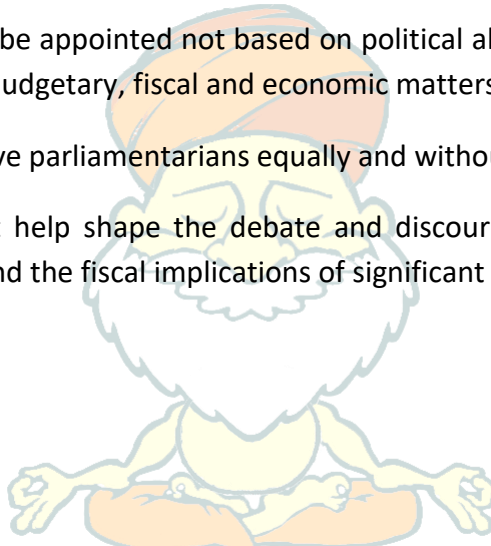 be appointed not based on political al
udgetary, fiscal and economic matters
ve parliamentarians equally and withou
help shape the debate and discour
nd the fiscal implications of significant